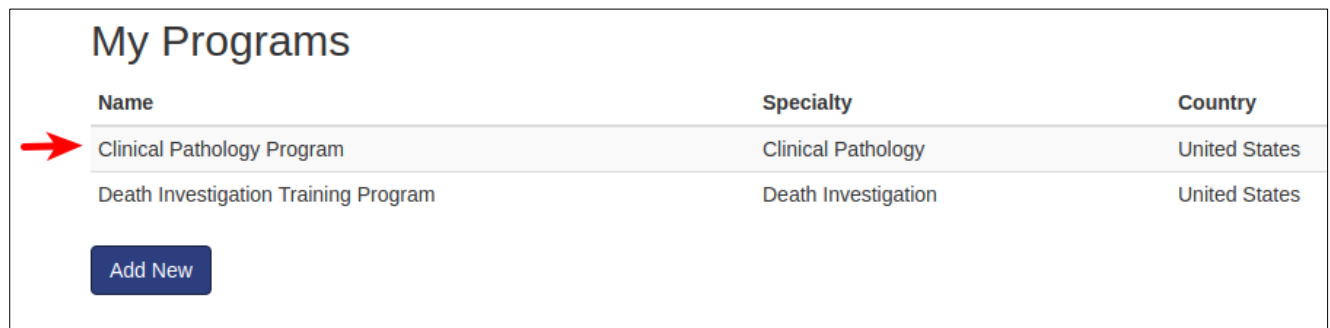 My Programs
Name Specialty Country
Clinical Pathology Program Clinical Pathology United States
Death Investigation Training Program Death Investigation United States
Add New